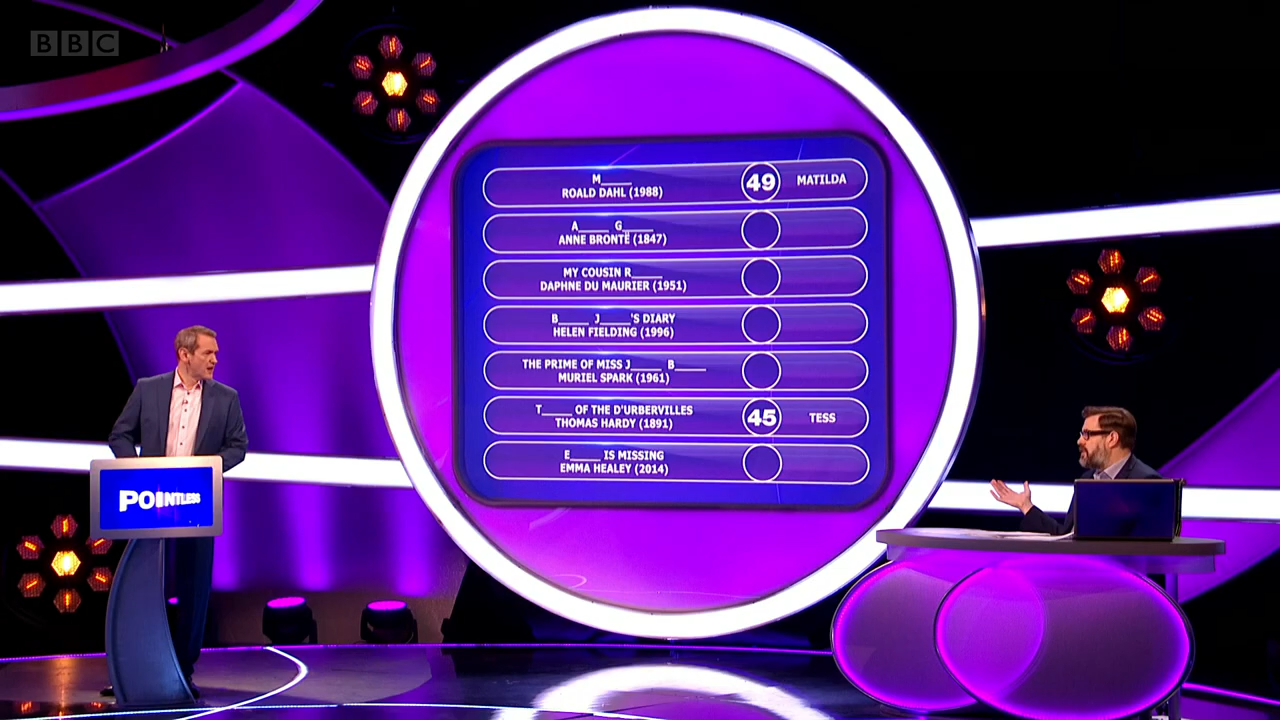 BBC
M_____
ROALD DAHL (1988)
49 MATILDA
A_____ G_____
ANNE BRONTË (1847)
MY COUSIN R_____
DAPHNE DU MAURIER (1951)
B_____ J_____'S DIARY
HELEN FIELDING (1996)
THE PRIME OF MISS J_____ B_____
MURIEL SPARK (1961)
T_____ OF THE D'URBERVILLES
THOMAS HARDY (1891)
45 TESS
E_____ IS MISSING
EMMA HEALEY (2014)
POINTLESS